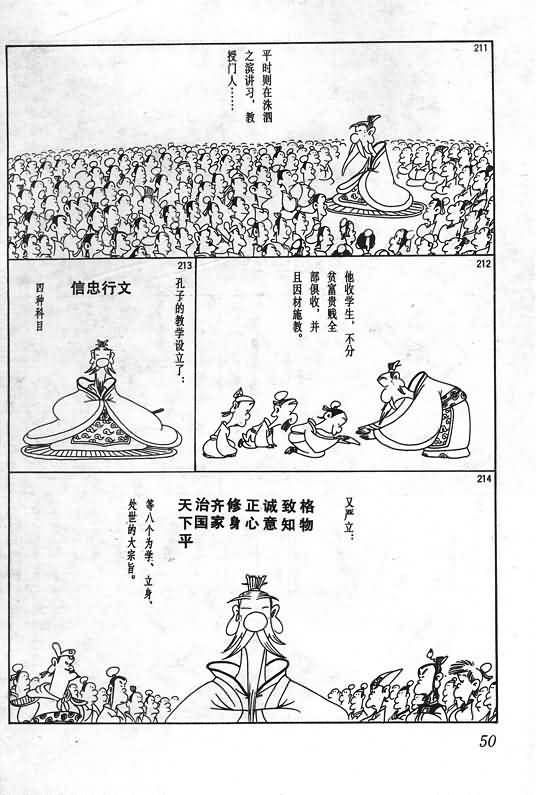 211
平时则在洙泗
之滨讲习，教
授门人……
212
他收学生，不分
贫富贵贱全
部俱收，并
且因材施教。
213
孔子的教学设立了：
文行忠信
四种科目
214
又严立：
格物
致知
诚意
正心
修身
齐家
治国
天下平
等八个为学、立身、
处世的大宗旨。
50